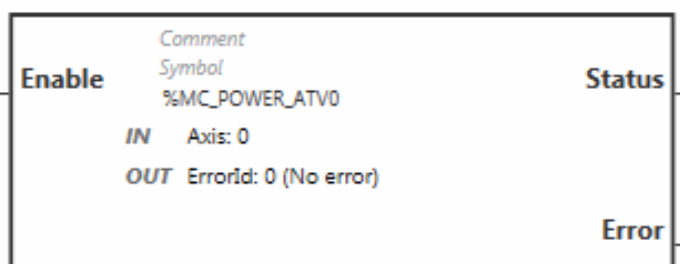 Comment
Enable
Symbol
Status
%MC_POWER_ATV0
IN Axis: 0
OUT ErrorId: 0 (No error)
Error